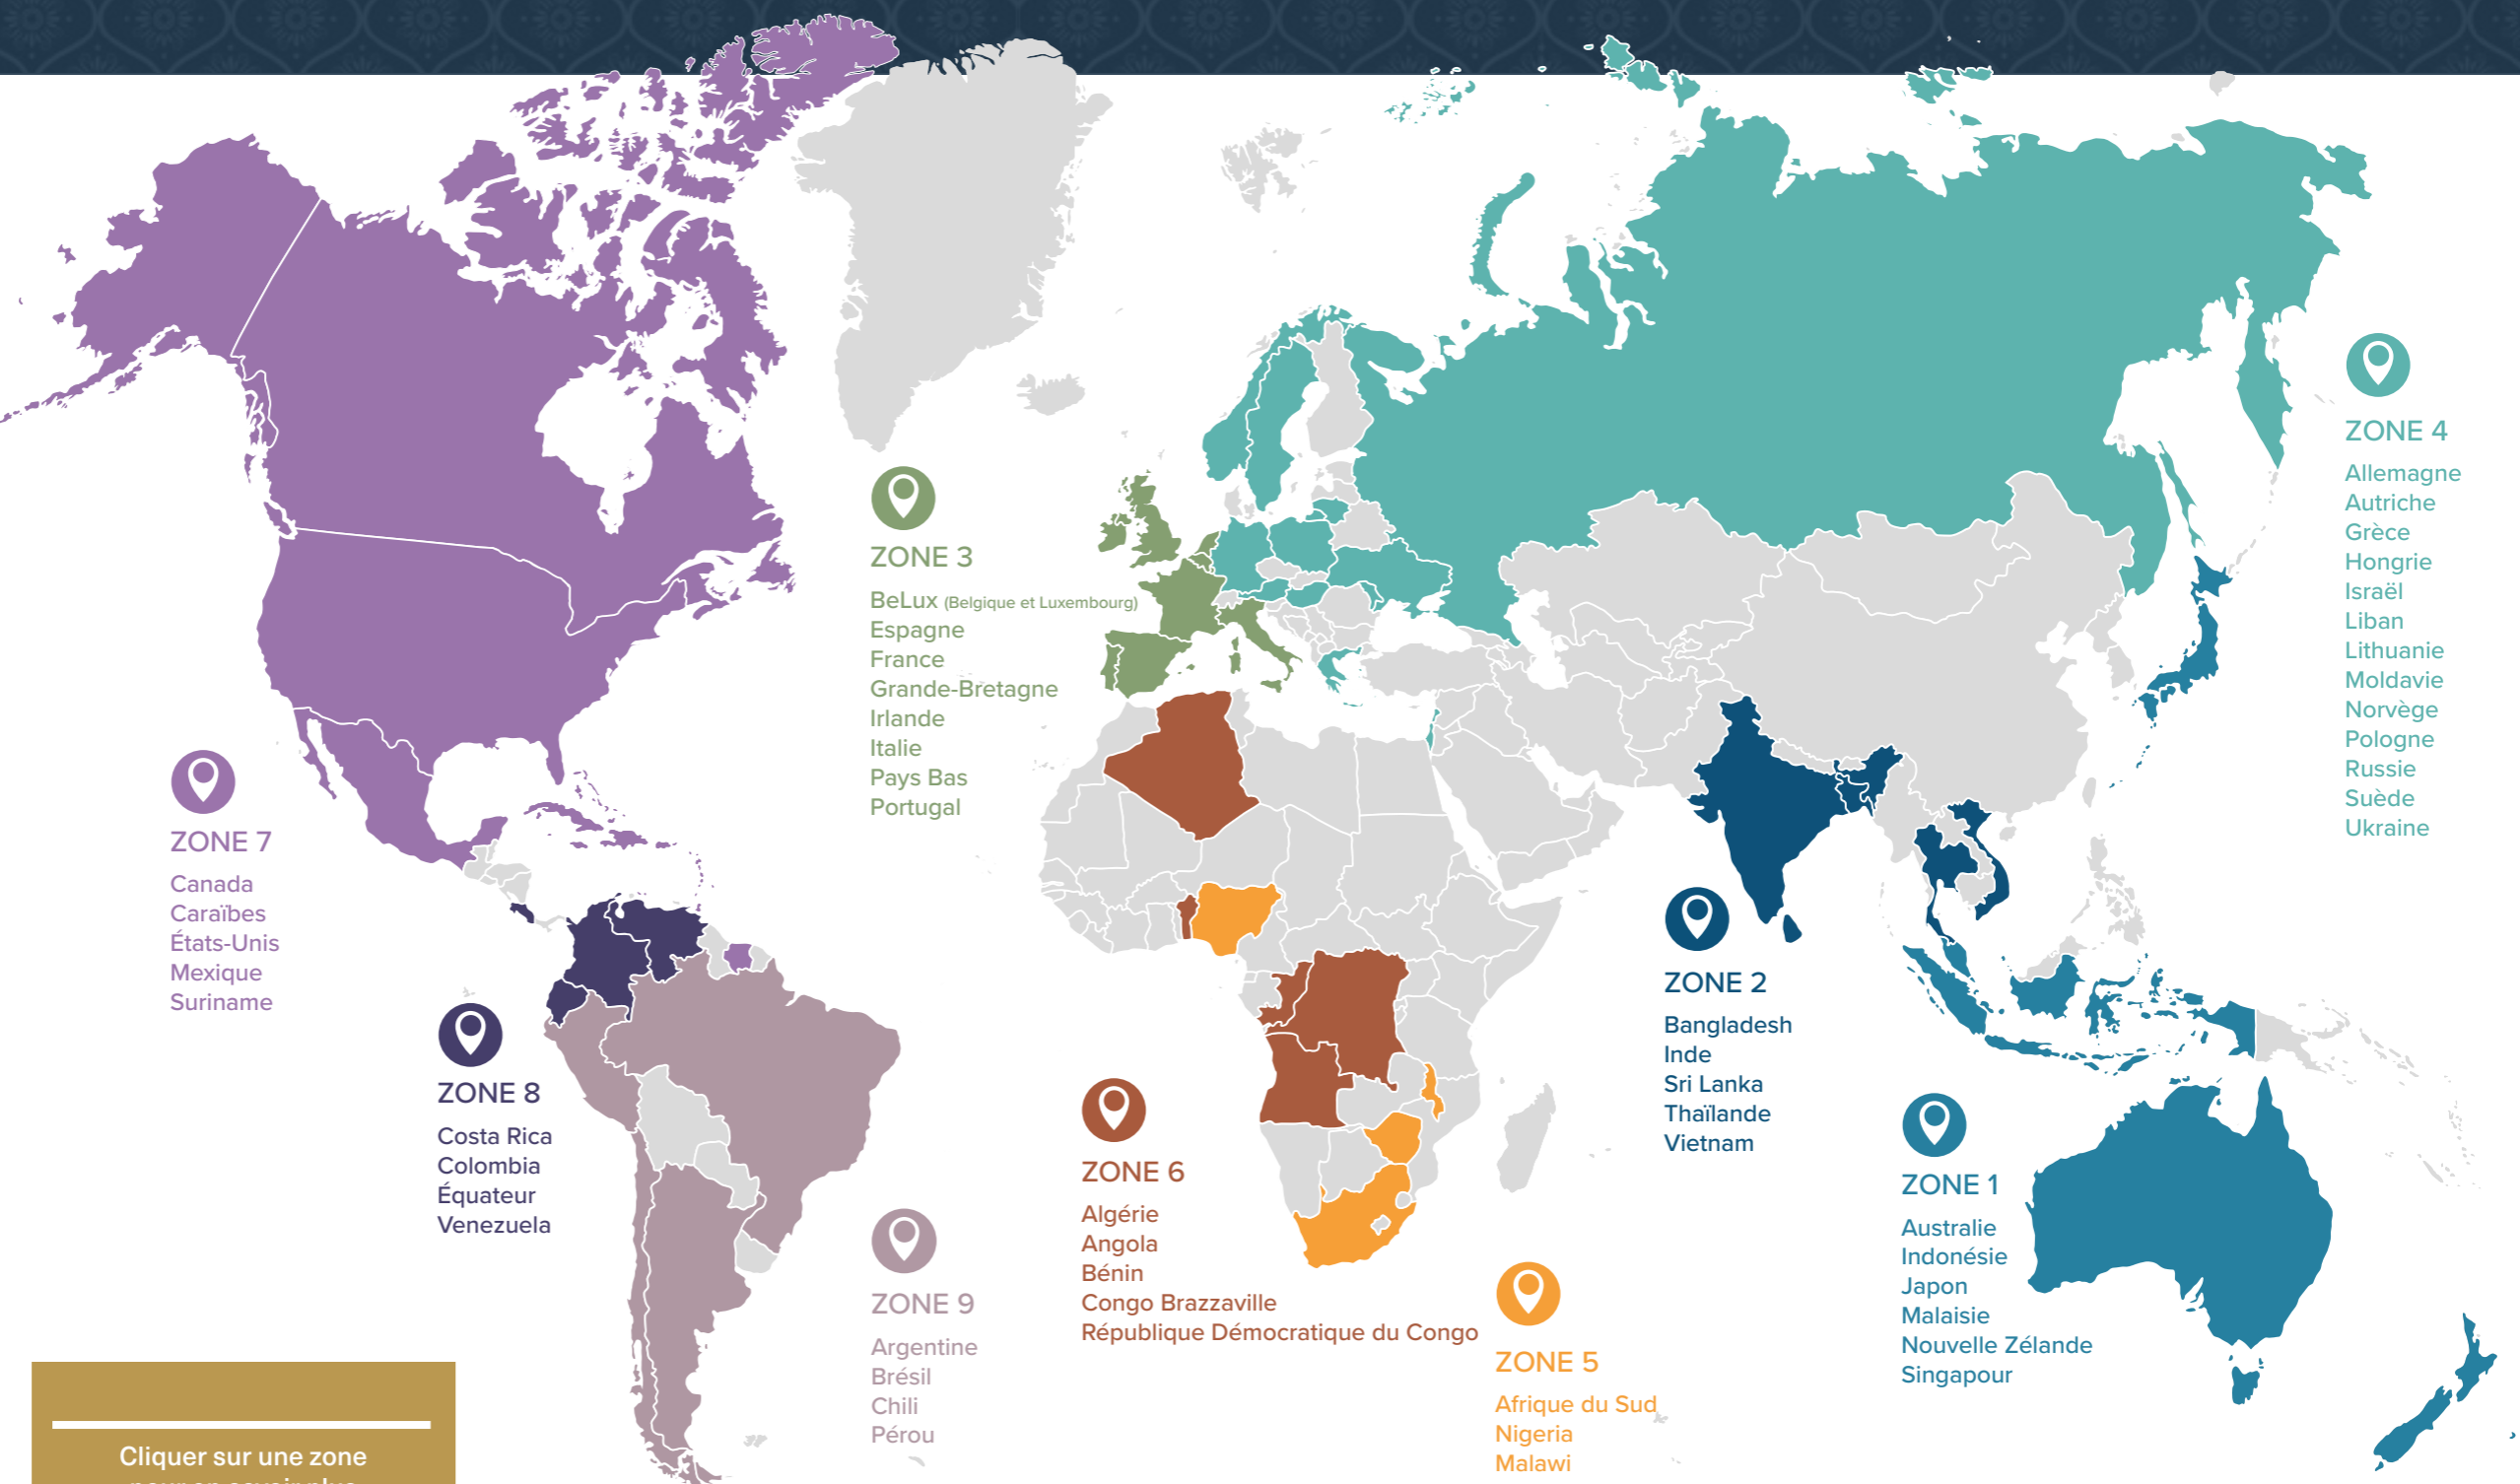 ZONE 4
Allemagne
Autriche
Grèce
Hongrie
Israël
Liban
Lithuanie
Moldavie
Norvège
Pologne
Russie
Suède
Ukraine
ZONE 3
BeLux (Belgique et Luxembourg)
Espagne
France
Grande-Bretagne
Irlande
Italie
Pays Bas
Portugal
ZONE 7
Canada
Caraïbes
États-Unis
Mexique
Suriname
ZONE 2
Bangladesh
Inde
Sri Lanka
Thaïlande
Vietnam
ZONE 8
Costa Rica
Colombia
Équateur
Venezuela
ZONE 6
Algérie
Angola
Bénin
Congo Brazzaville
République Démocratique du Congo
ZONE 1
Australie
Indonésie
Japon
Malaisie
Nouvelle Zélande
Singapour
ZONE 9
Argentine
Brésil
Chili
Pérou
ZONE 5
Afrique du Sud
Nigeria
Malawi
Cliquer sur une zone
pour en savoir plus